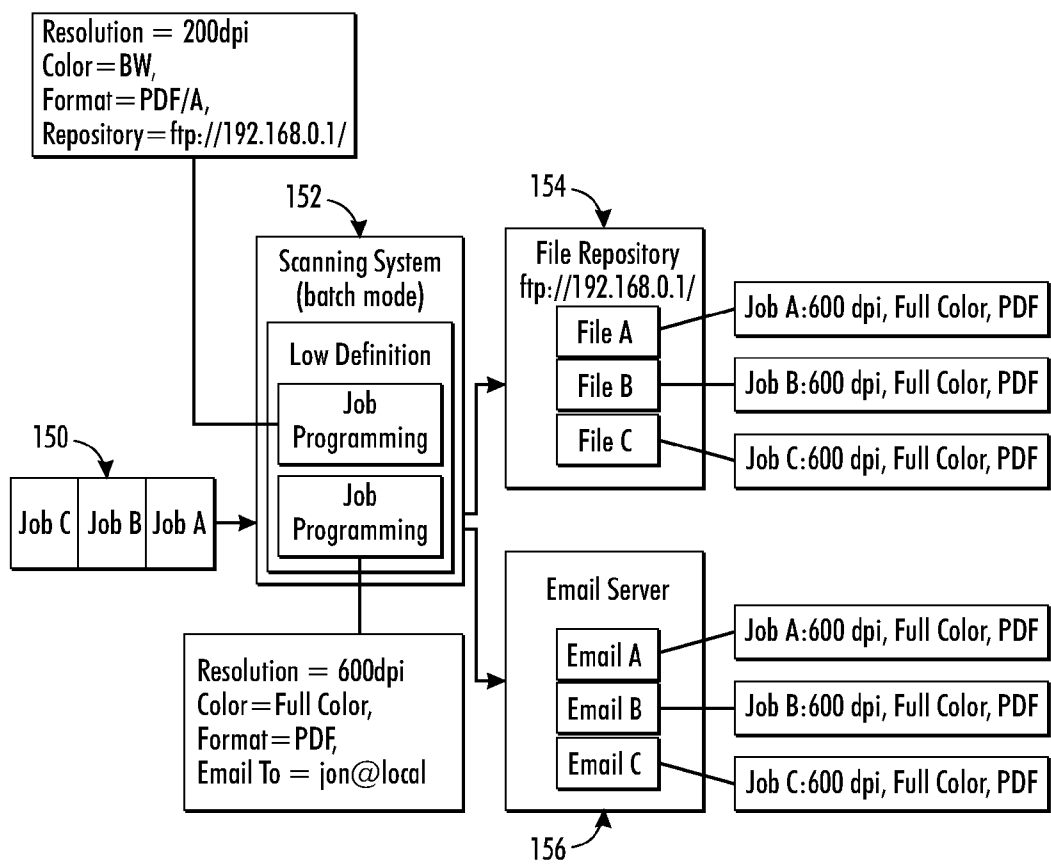 Resolution = 200dpi
Color=BW,
Format=PDF/A,
Repository=ftp://192.168.0.1/
152
154
Scanning System
(batch mode)
Low Definition
Job
Programming
Job
Programming
150
Job C
Job B
Job A
Resolution = 600dpi
Color=Full Color,
Format=PDF,
Email To = jon@local
File Repository
ftp://192.168.0.1/
File A
File B
File C
Job A:600 dpi, Full Color, PDF
Job B:600 dpi, Full Color, PDF
Job C:600 dpi, Full Color, PDF
Email Server
Email A
Email B
Email C
Job A:600 dpi, Full Color, PDF
Job B:600 dpi, Full Color, PDF
Job C:600 dpi, Full Color, PDF
156